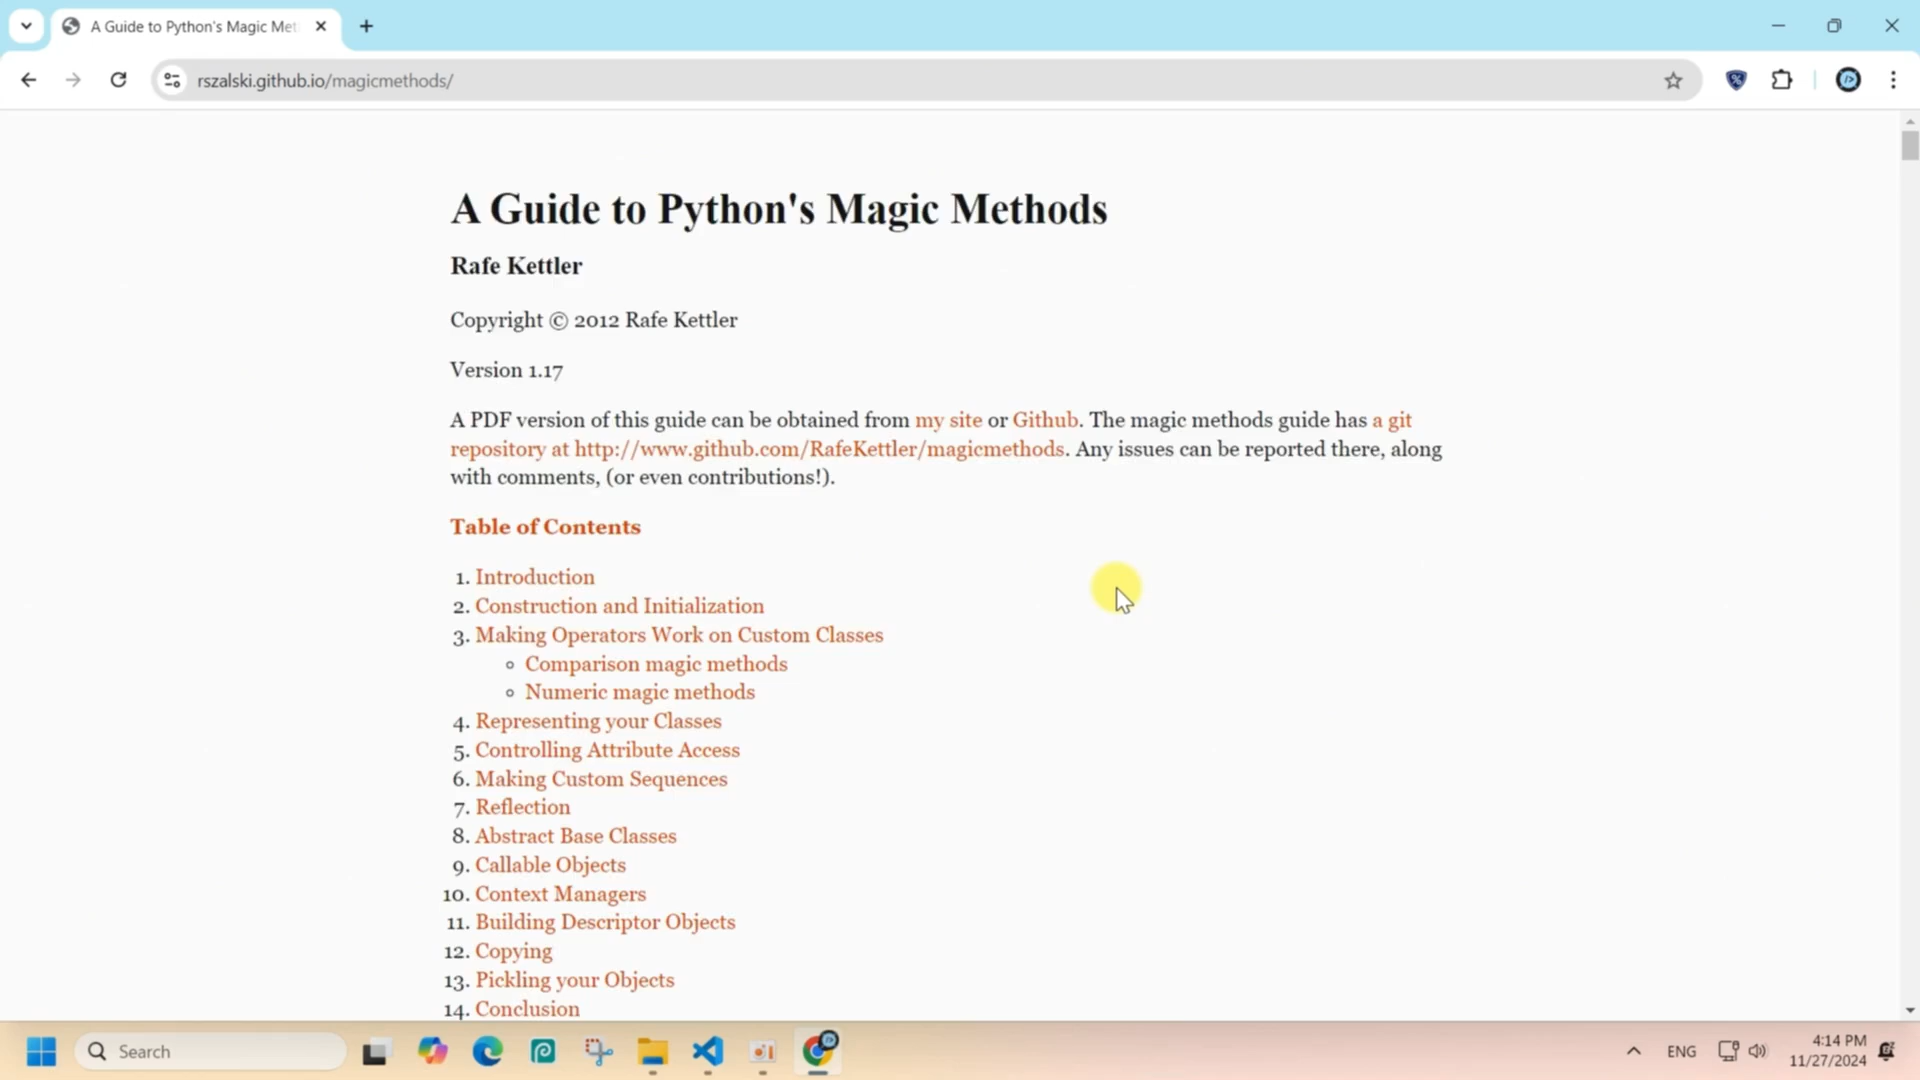 A Guide to Python's Magic Met
rszalski.github.io/magicmethods/
A Guide to Python's Magic Methods
Rafe Kettler
Copyright © 2012 Rafe Kettler
Version 1.17
A PDF version of this guide can be obtained from my site or Github. The magic methods guide has a git
repository at http://www.github.com/RafeKettler/magicmethods. Any issues can be reported there, along
with comments, (or even contributions!).
Table of Contents
1. Introduction
2. Construction and Initialization
3. Making Operators Work on Custom Classes
Comparison magic methods
Numeric magic methods
4. Representing your Classes
5. Controlling Attribute Access
6. Making Custom Sequences
7. Reflection
8. Abstract Base Classes
9. Callable Objects
10. Context Managers
11. Building Descriptor Objects
12. Copying
13. Pickling your Objects
14. Conclusion
Search
ENG
4:14 PM
11/27/2024